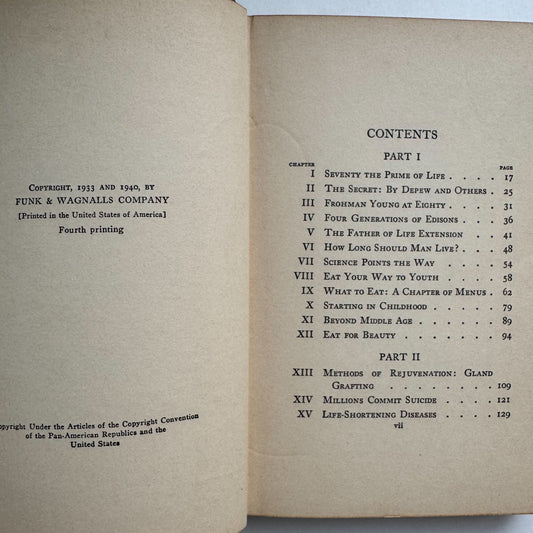 Copyright, 1933 and 1940, by
FUNK & WAGNALLS COMPANY
[Printed in the United States of America]
Fourth printing
opyright Under the Articles of the Copyright Convention
of the Pan-American Republics and the
United States
CONTENTS
PART I
CHAPTER PAGE
I Seventy the Prime of Life . . . . 17
II The Secret: By Depew and Others . 25
III Frohman Young at Eighty . . . . 31
IV Four Generations of Edisons . . . 36
V The Father of Life Extension . . . 41
VI How Long Should Man Live? . . . 48
VII Science Points the Way . . . . 54
VIII Eat Your Way to Youth . . . . 58
IX What to Eat: A Chapter of Menus . 62
X Starting in Childhood . . . . . 79
XI Beyond Middle Age . . . . . . 89
XII Eat for Beauty . . . . . . . 94
PART II
XIII Methods of Rejuvenation: Gland
Grafting . . . . . . . . 109
XIV Millions Commit Suicide . . . . 121
XV Life-Shortening Diseases . . . . 129
vii